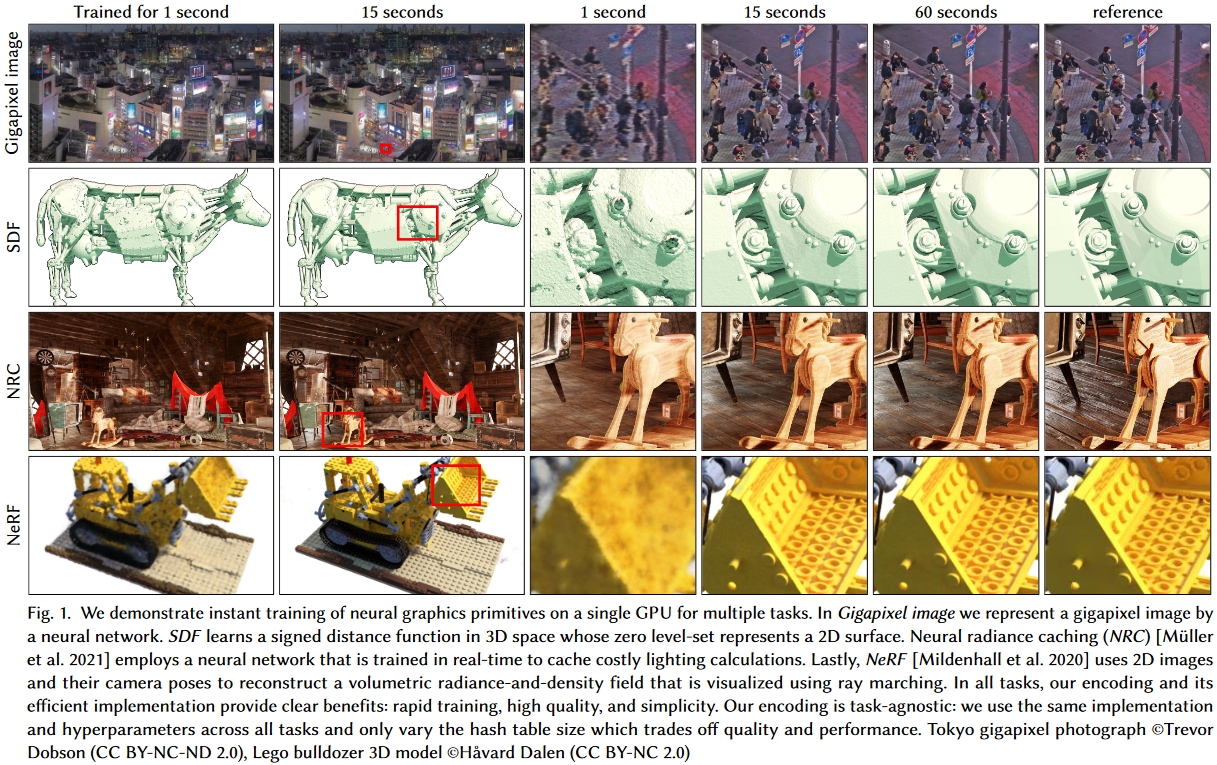 Trained for 1 second 15 seconds 1 second 15 seconds 60 seconds reference
Gigapixel image
SDF
NRC
NeRF
Fig. 1. We demonstrate instant training of neural graphics primitives on a single GPU for multiple tasks. In Gigapixel image we represent a gigapixel image by
a neural network. SDF learns a signed distance function in 3D space whose zero level-set represents a 2D surface. Neural radiance caching (NRC) [Müller
et al. 2021] employs a neural network that is trained in real-time to cache costly lighting calculations. Lastly, NeRF [Mildenhall et al. 2020] uses 2D images
and their camera poses to reconstruct a volumetric radiance-and-density field that is visualized using ray marching. In all tasks, our encoding and its
efficient implementation provide clear benefits: rapid training, high quality, and simplicity. Our encoding is task-agnostic: we use the same implementation
and hyperparameters across all tasks and only vary the hash table size which trades off quality and performance. Tokyo gigapixel photograph ©Trevor
Dobson (CC BY-NC-ND 2.0), Lego bulldozer 3D model ©Håvard Dalen (CC BY-NC 2.0)